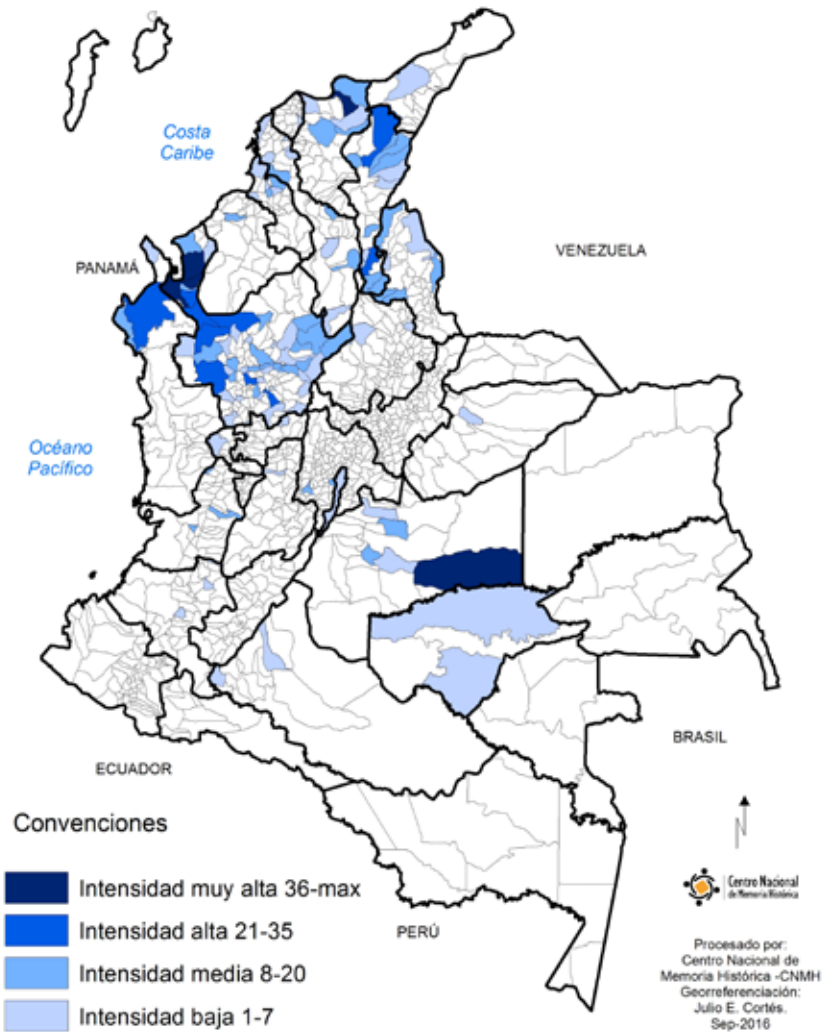 Costa
Caribe
PANAMÁ
VENEZUELA
Océano
Pacífico
BRASIL
ECUADOR
PERÚ
Convenciones
Intensidad muy alta 36-max
Intensidad alta 21-35
Intensidad media 8-20
Intensidad baja 1-7
N
Centro Nacional
de Memoria Histórica
Procesado por:
Centro Nacional de
Memoria Histórica -CNMH
Georreferenciación:
Julio E. Cortés.
Sep-2016